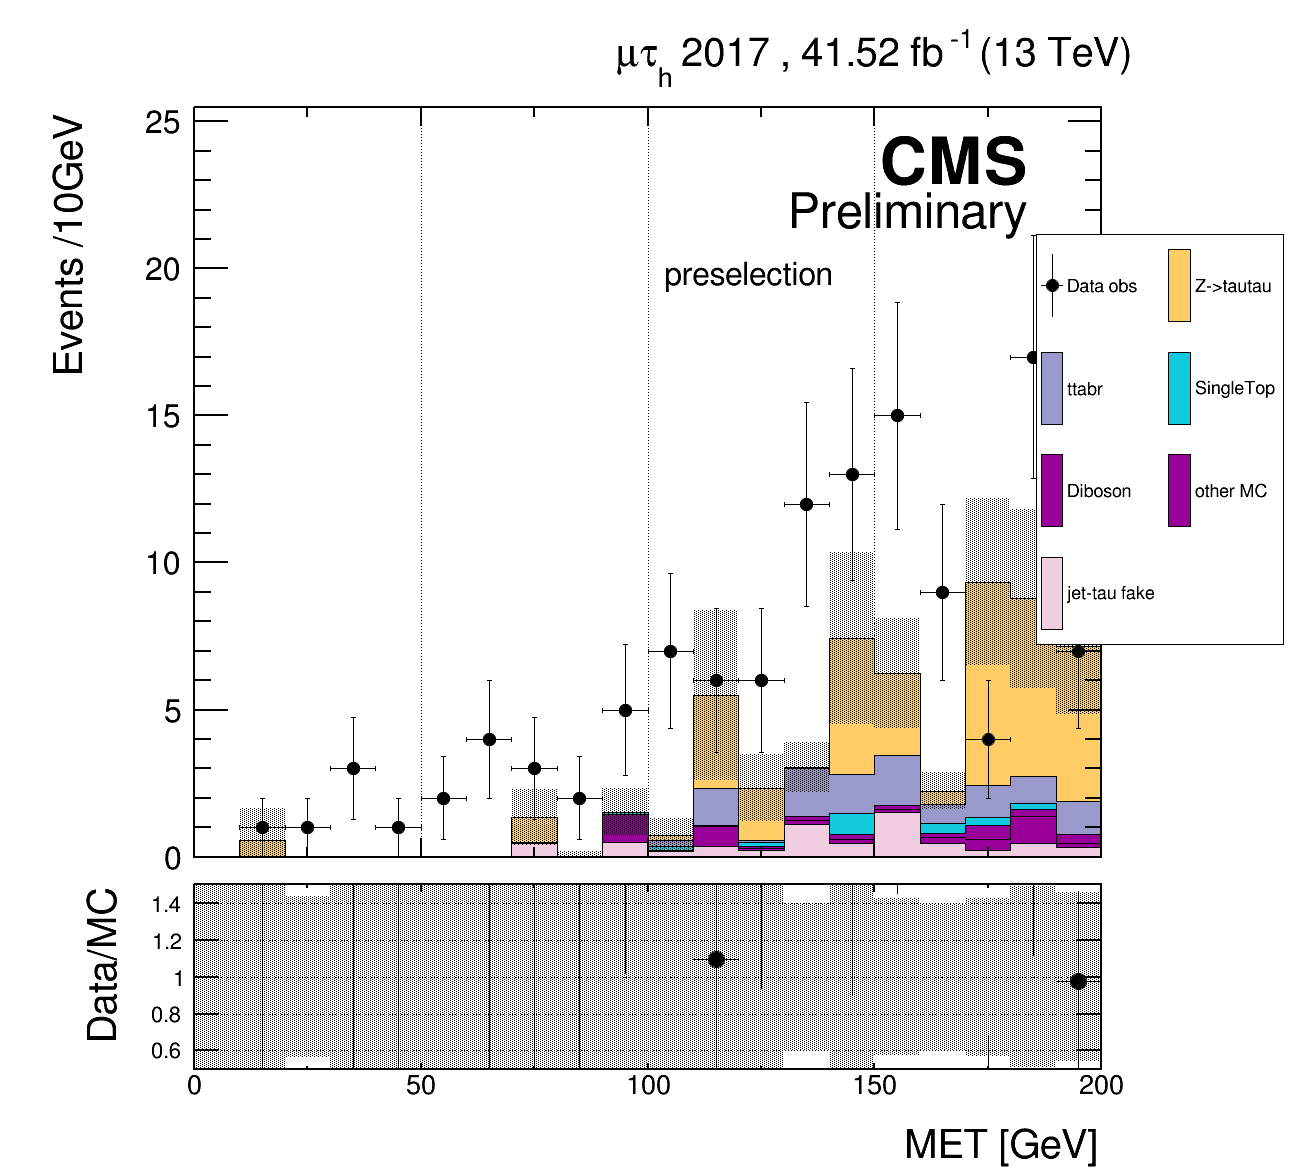 μτh 2017 , 41.52 fb-1 (13 TeV)
Events /10GeV
25
20
15
10
5
0
CMS
Preliminary
preselection
Data obs
Z->tautau
ttabr
SingleTop
Diboson
other MC
jet-tau fake
Data/MC
1.4
1.2
1
0.8
0.6
0 50 100 150 200
MET [GeV]